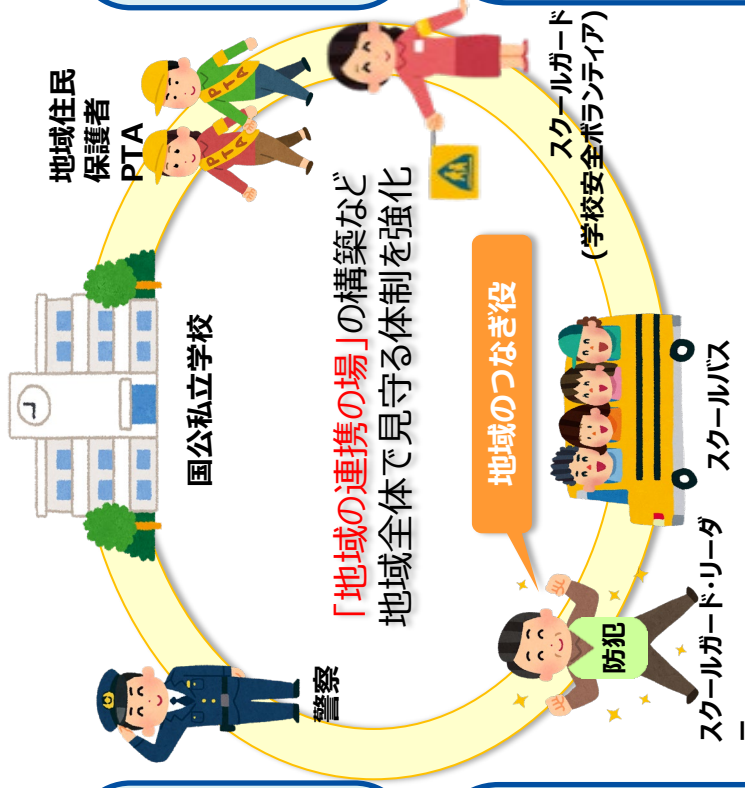 地域住民
保護者
PTA
PTA
PTA
国公私立学校
警察
「地域の連携の場」の構築など
地域全体で見守る体制を強化
スクールガード
(学校安全ボランティア)
地域のつなぎ役
防犯
スクールバス
スクールガード・リーダ
ー